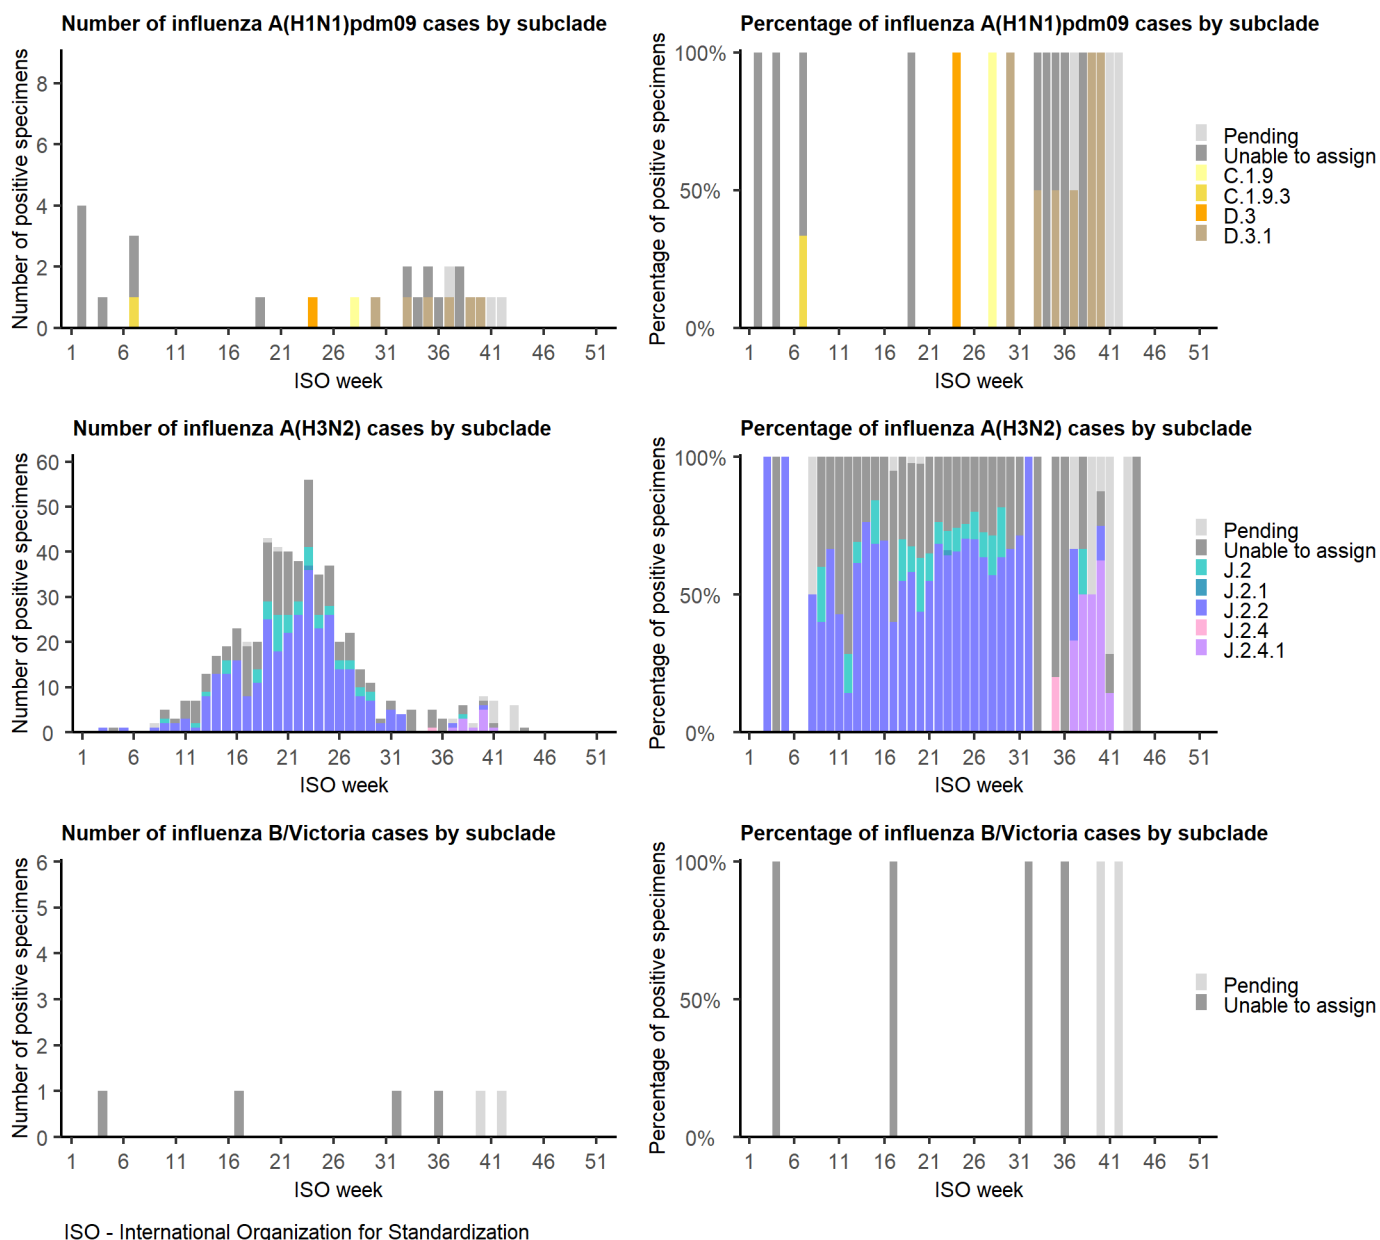 Number of influenza A(H1N1)pdm09 cases by subclade
Number of positive specimens
8
6
4
2
0
1 6 11 16 21 26 31 36 41 46 51
ISO week
Percentage of influenza A(H1N1)pdm09 cases by subclade
Percentage of positive specimens
100%
50%
0%
1 6 11 16 21 26 31 36 41 46 51
ISO week
Pending
Unable to assign
C.1.9
C.1.9.3
D.3
D.3.1
Number of influenza A(H3N2) cases by subclade
Number of positive specimens
60
50
40
30
20
10
0
1 6 11 16 21 26 31 36 41 46 51
ISO week
Percentage of influenza A(H3N2) cases by subclade
Percentage of positive specimens
100%
50%
0%
1 6 11 16 21 26 31 36 41 46 51
ISO week
Pending
Unable to assign
J.2
J.2.1
J.2.2
J.2.4
J.2.4.1
Number of influenza B/Victoria cases by subclade
Number of positive specimens
6
5
4
3
2
1
0
1 6 11 16 21 26 31 36 41 46 51
ISO week
Percentage of influenza B/Victoria cases by subclade
Percentage of positive specimens
100%
50%
0%
1 6 11 16 21 26 31 36 41 46 51
ISO week
Pending
Unable to assign
ISO - International Organization for Standardization